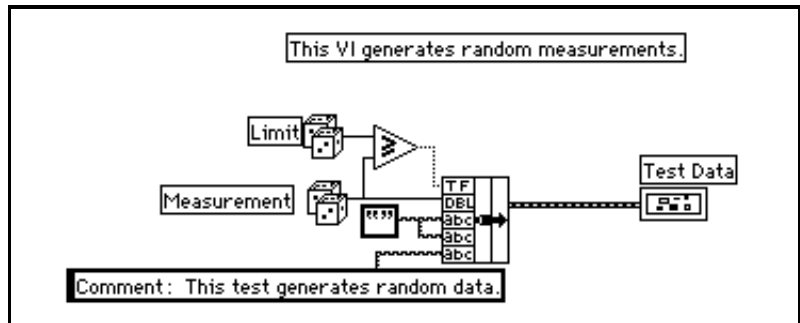 This VI generates random measurements.
Limit
Test Data
TF
Measurement
DBL
" "
abc
abc
abc
Comment: This test generates random data.